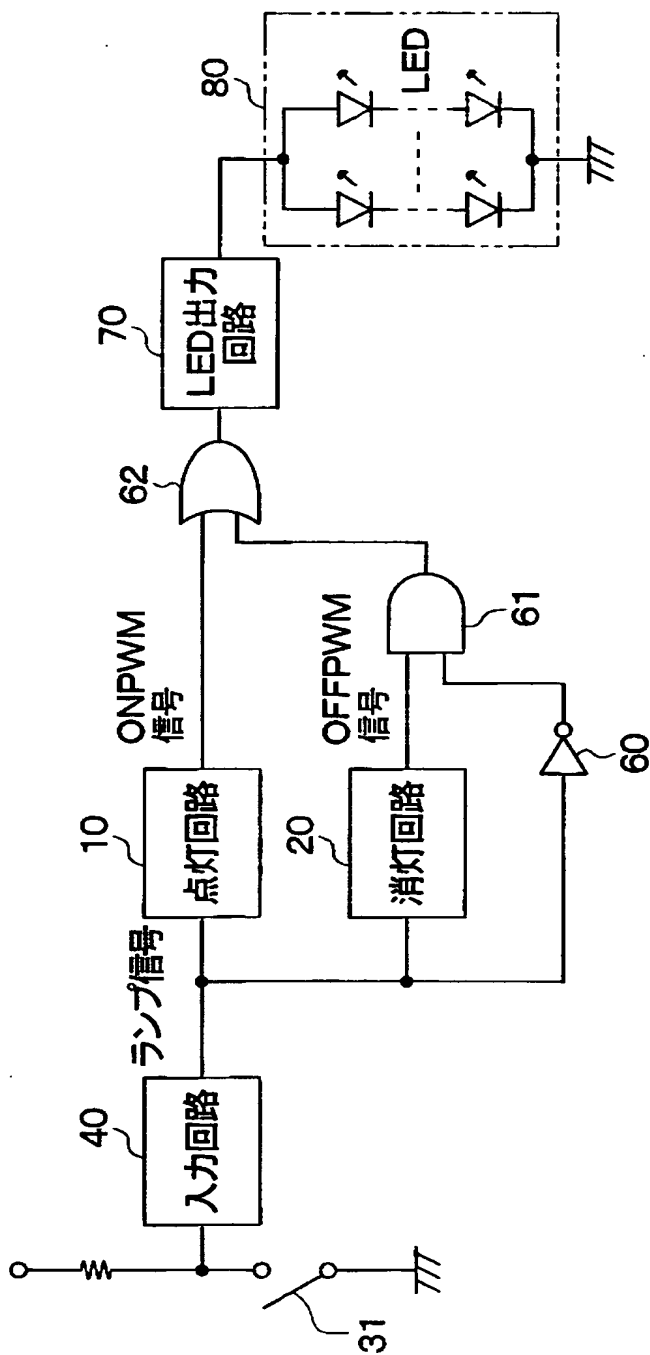 31
40
入力回路
ランプ信号
10
点灯回路
ONPWM
信号
20
消灯回路
OFFPWM
信号
60
61
62
70
LED出力
回路
80
LED